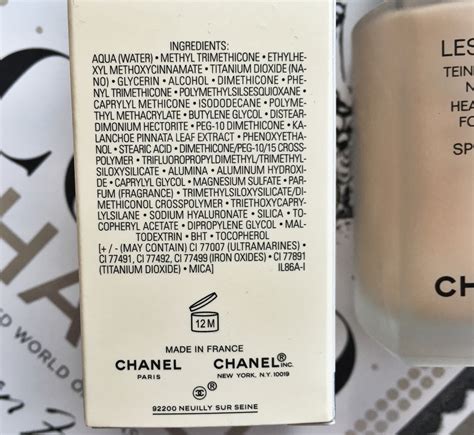 INGREDIENTS:
AQUA (WATER) • METHYL TRIMETHICONE • ETHYLHE-
XYL METHOXYCINNAMATE • TITANIUM DIOXIDE (NA-
NO) • GLYCERIN • ALCOHOL • DIMETHICONE • PHE-
NYL TRIMETHICONE • POLYMETHYLSILSESQUIOXANE •
CAPRYLYL METHICONE • ISODODECANE • POLYME-
THYL METHACRYLATE • BUTYLENE GLYCOL • DISTEAR-
DIMONIUM HECTORITE • PEG-10 DIMETHICONE • KA-
LANCHOE PINNATA LEAF EXTRACT • PHENOXYETHA-
NOL • STEARIC ACID • DIMETHICONE/PEG-10/15 CROSS-
POLYMER • TRIFLUOROPROPYLDIMETHYL/TRIMETHYL-
SILOXYSILICATE • ALUMINA • ALUMINUM HYDROXI-
DE • CAPRYLYL GLYCOL • MAGNESIUM SULFATE • PAR-
FUM (FRAGRANCE) • TRIMETHYLSILOXYSILICATE/DI-
METHICONOL CROSSPOLYMER • TRIETHOXYCAPRY-
LYLSILANE • SODIUM HYALURONATE • SILICA • TO-
COPHERYL ACETATE • DIPROPYLENE GLYCOL • MAL-
TODEXTRIN • BHT • TOCOPHEROL
[+ / - (MAY CONTAIN) CI 77007 (ULTRAMARINES) •
CI 77491, CI 77492, CI 77499 (IRON OXIDES) • CI 77891
(TITANIUM DIOXIDE) • MICA] IL86A-I
12 M
MADE IN FRANCE
CHANEL CHANEL® INC.
PARIS NEW YORK, N.Y. 10019
92200 NEUILLY SUR SEINE
LES
TEIN
M
HEA
FO
SP
CH
ED WORLD OF